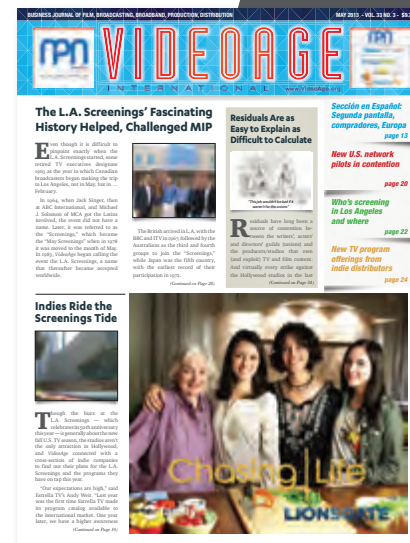 BUSINESS JOURNAL OF FILM, BROADCASTING, BROADBAND, PRODUCTION, DISTRIBUTION
MAY 2013 - VOL. 33 NO. 3 -
VIDEOAGE
INTERNATIONAL
www.VideoAge.org
The L.A. Screenings' Fascinating
History Helped, Challenged MIP
Even though it is difficult to
pinpoint exactly when the
L.A. Screenings started, some
retired TV executives designate
1963 as the year in which Canadian
broadcasters began making the trip
to Los Angeles, not in May, but in ...
February.
In 1964, when Jack Singer, then
at ABC International, and Michael
J. Solomon of MCA got the Latins
involved, the event did not have a
name. Later, it was referred to as
the "Screenings," which became
the "May Screenings" when in 1978
it was moved to the month of May.
In 1983, VideoAge began calling the
event the L.A. Screenings, a name
that thereafter became accepted
worldwide.
The British arrived in L.A. with the
BBC and ITV in 1967, followed by the
Australians as the third and fourth
groups to join the "Screenings,"
while Japan was the fifth country,
with the earliest record of their
participation in 1970.
(Continued on Page 28)
Residuals Are as
Easy to Explain as
Difficult to Calculate
Residuals have long been a
source of contention be-
tween the writers', actors'
and directors' guilds (unions) and
the producers/studios that own
(and exploit) TV and film content.
And virtually every strike against
the Hollywood studios in the last
Sección en Español:
Segunda pantalla,
compradores, Europa
page 13
New U.S. network
pilots in contention
page 20
Who's screening
in Los Angeles
and where
page 22
New TV program
offerings from
indie distributors
page 24
Indies Ride the
Screenings Tide
Though the buzz at the
L.A. Screenings — which
celebrates its 50th anniversary
this year — is generally about the new
fall U.S. TV season, the studios aren't
the only attraction in Hollywood,
and VideoAge connected with a
cross-section of indie companies
to find out their plans for the L.A.
Screenings and the programs they
have on tap this year.
"Our expectations are high," said
Estrella TV's Andy Weir. "Last year
was the first time Estrella TV made
its program catalog available to
the international market. One year
later, we have a higher awareness
LIONSGATE